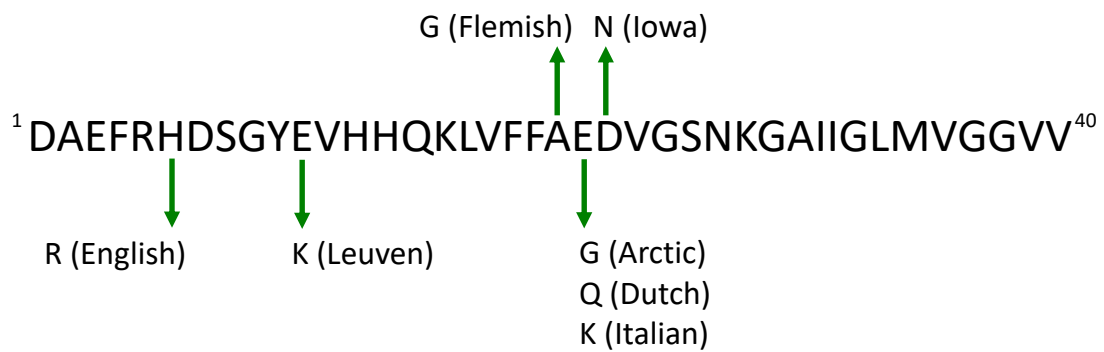 G (Flemish) N (Iowa)
1 DAEFRHDSGYEVHHQKLVFFAEDVGSNKGAIIGLMVGGVV 40
R (English) K (Leuven) G (Arctic)
Q (Dutch)
K (Italian)